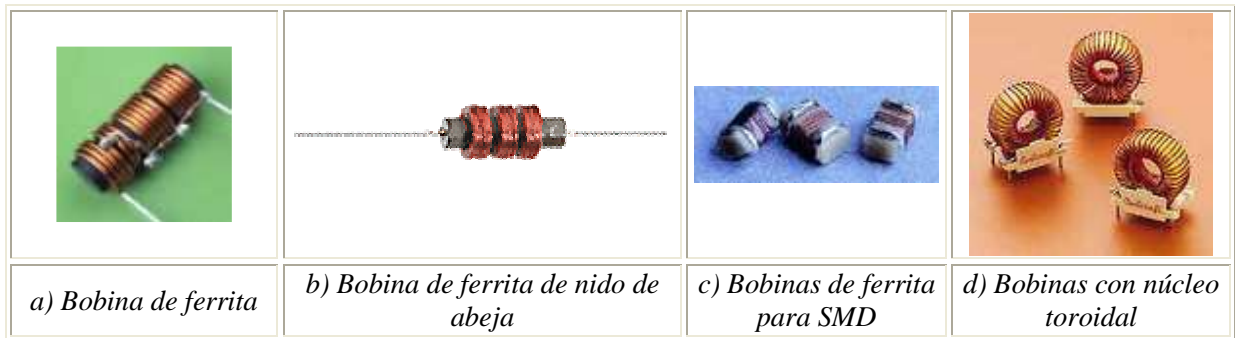 a) Bobina de ferrita
b) Bobina de ferrita de nido de
abeja
c) Bobinas de ferrita
para SMD
d) Bobinas con núcleo
toroidal